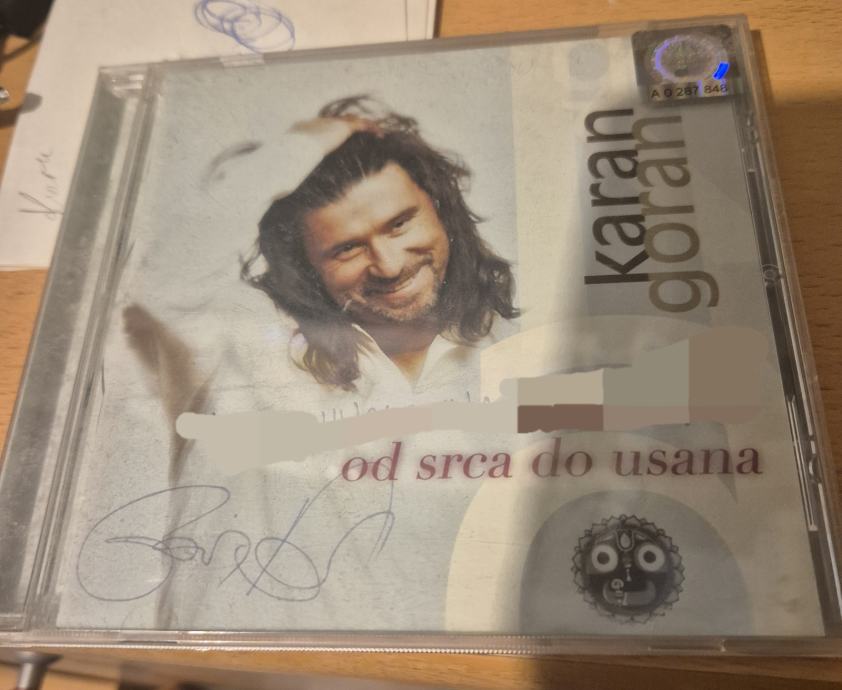 A 0 287 848
karan
goran
od srca do usana